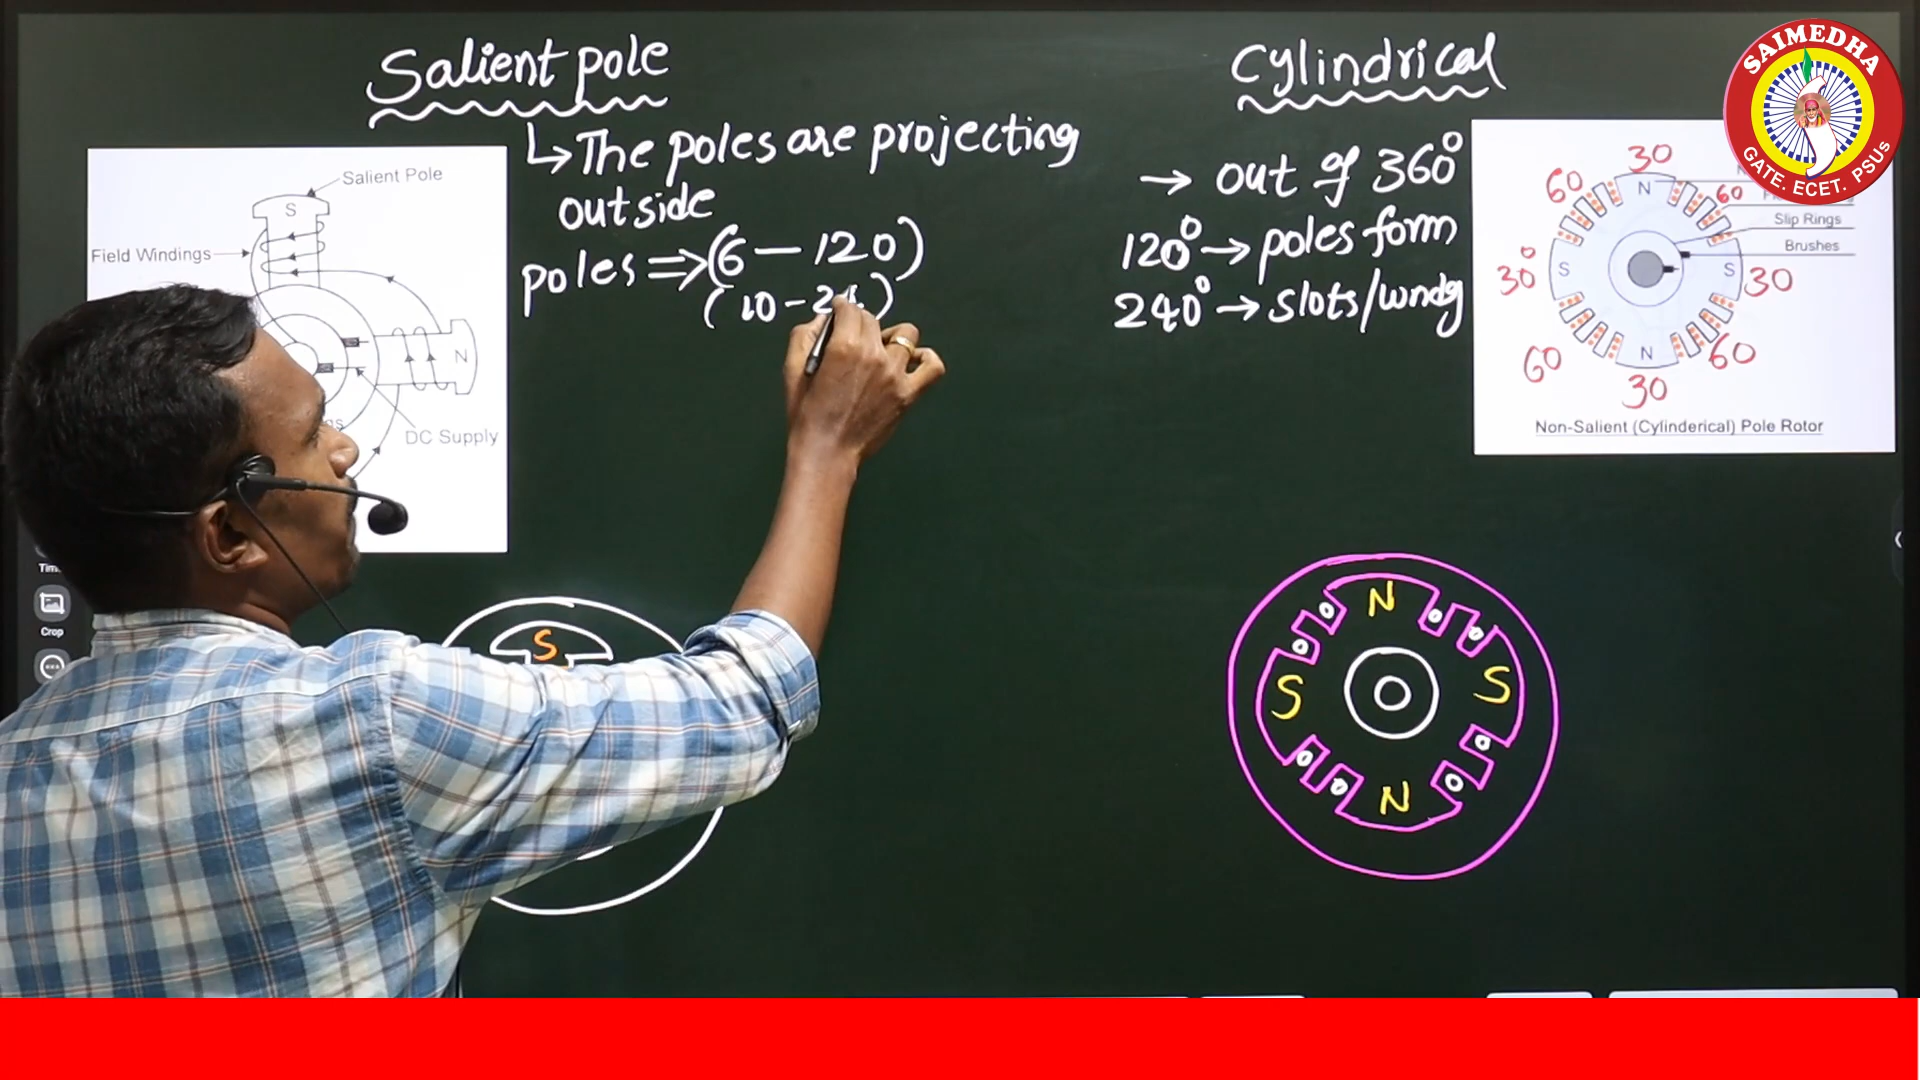 Salient pole
↳ The poles are projecting
outside
poles ⇒ (6 – 120)
(10 –
Salient Pole
S
Field Windings
N
DC Supply
S
Cylindrical
→ out of 360°
120° → poles form
240° → slots/wndg
SAIMEDHA
GATE. ECET. PSUs
30
60
N
60
Slip Rings
Brushes
30°
S
S
30
60
N
60
30
Non-Salient (Cylinderical) Pole Rotor
N
S
S
N
Crop